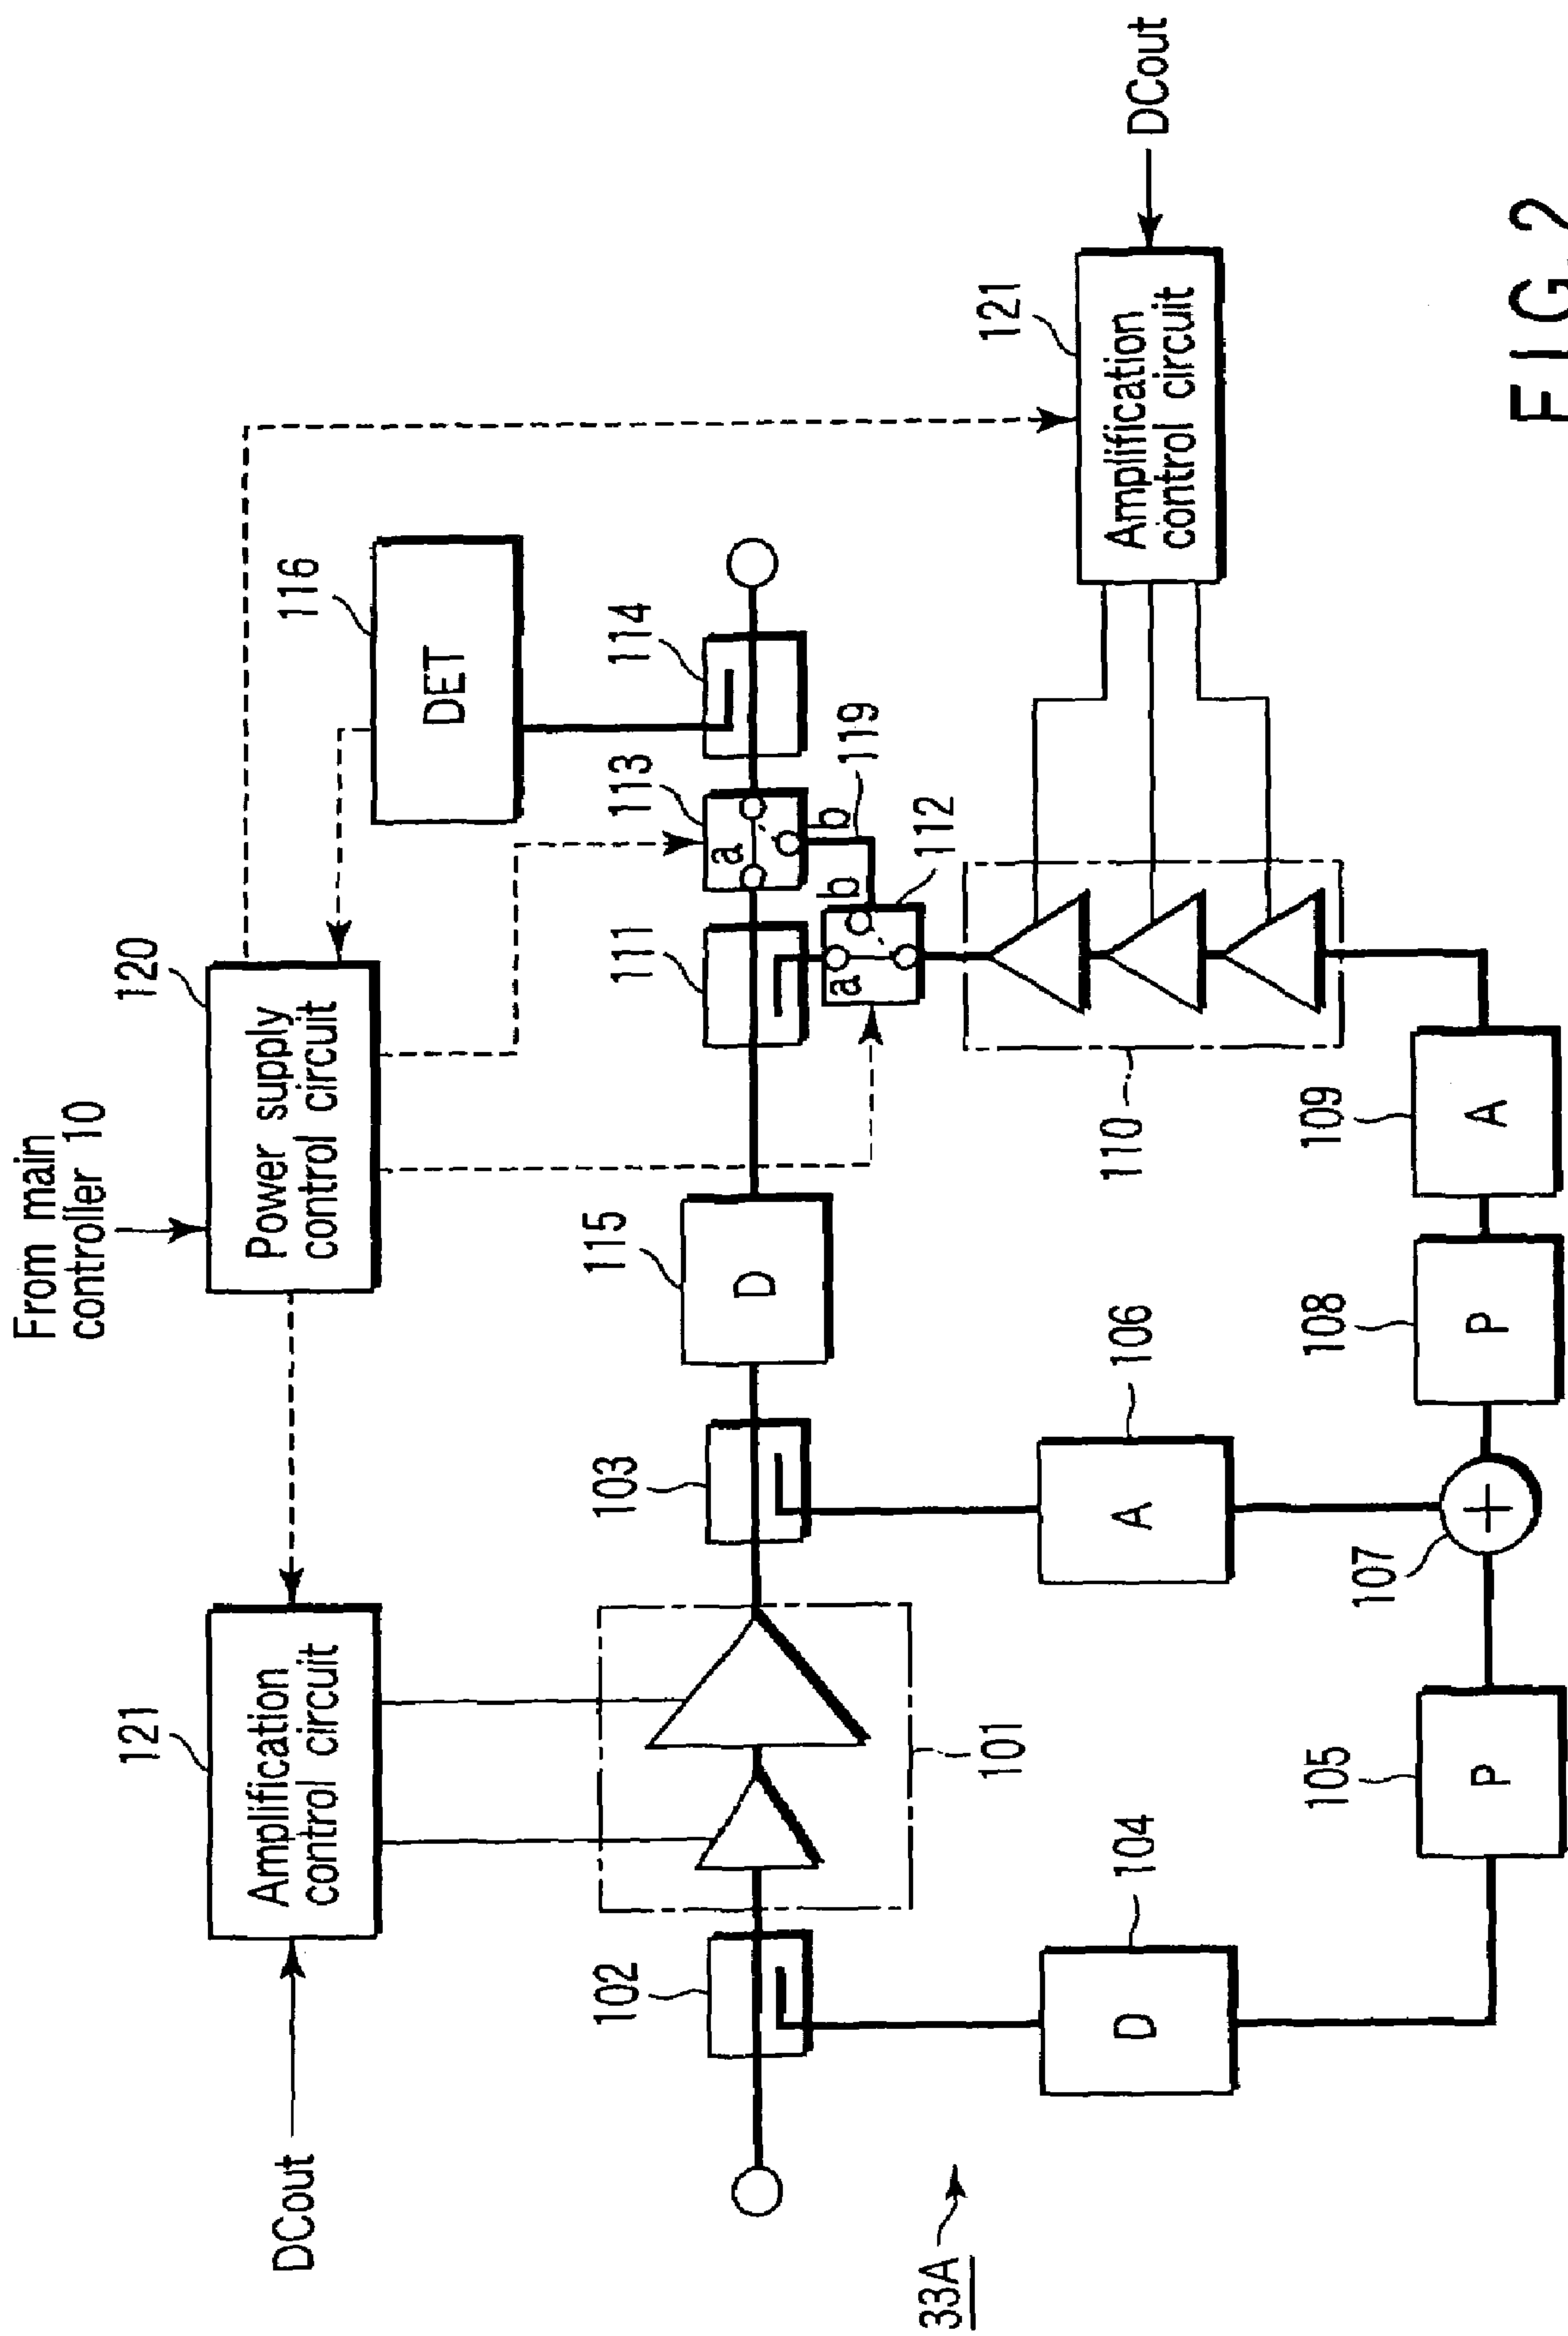 From main
controller 10
120
Power supply
control circuit
121
Amplification
control circuit
DCout
116
DET
102
101
103
115
D
111
113
a
b
114
119
112
a
b
121
Amplification
control circuit
DCout
104
D
106
A
110
105
P
107
+
108
P
109
A
33A
FIG. 2